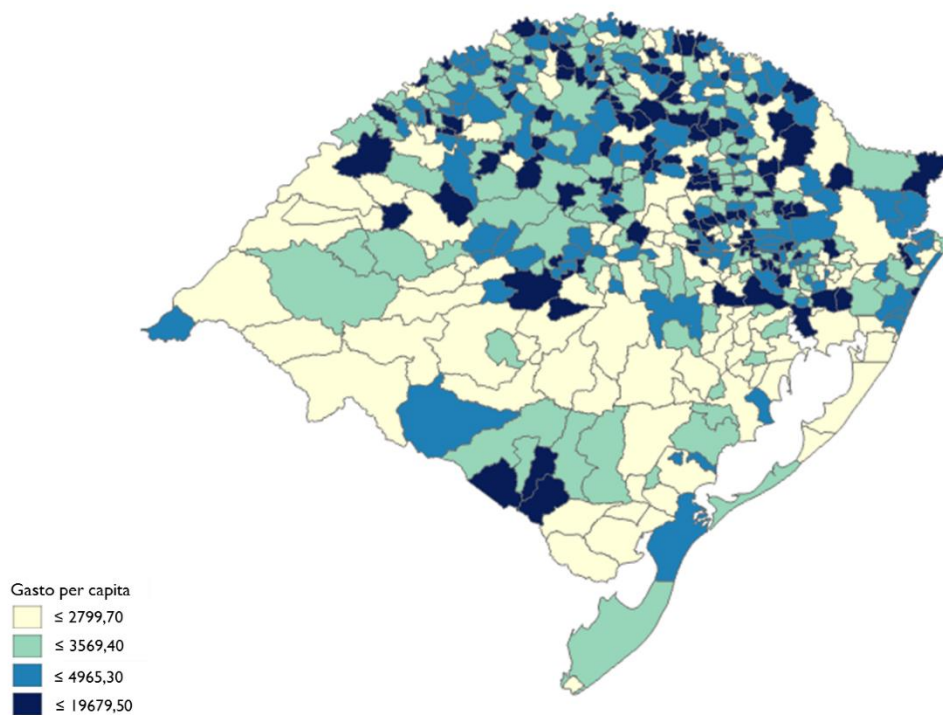 Gasto per capita
≤ 2799,70
≤ 3569,40
≤ 4965,30
≤ 19679,50